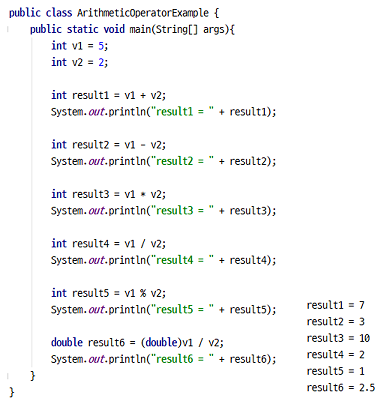 public class ArithmeticOperatorExample {
public static void main(String[] args){
int v1 = 5;
int v2 = 2;
int result1 = v1 + v2;
System.out.println("result1 = " + result1);
int result2 = v1 - v2;
System.out.println("result2 = " + result2);
int result3 = v1 * v2;
System.out.println("result3 = " + result3);
int result4 = v1 / v2;
System.out.println("result4 = " + result4);
int result5 = v1 % v2;
System.out.println("result5 = " + result5);
double result6 = (double)v1 / v2;
System.out.println("result6 = " + result6);
}
}
result1 = 7
result2 = 3
result3 = 10
result4 = 2
result5 = 1
result6 = 2.5